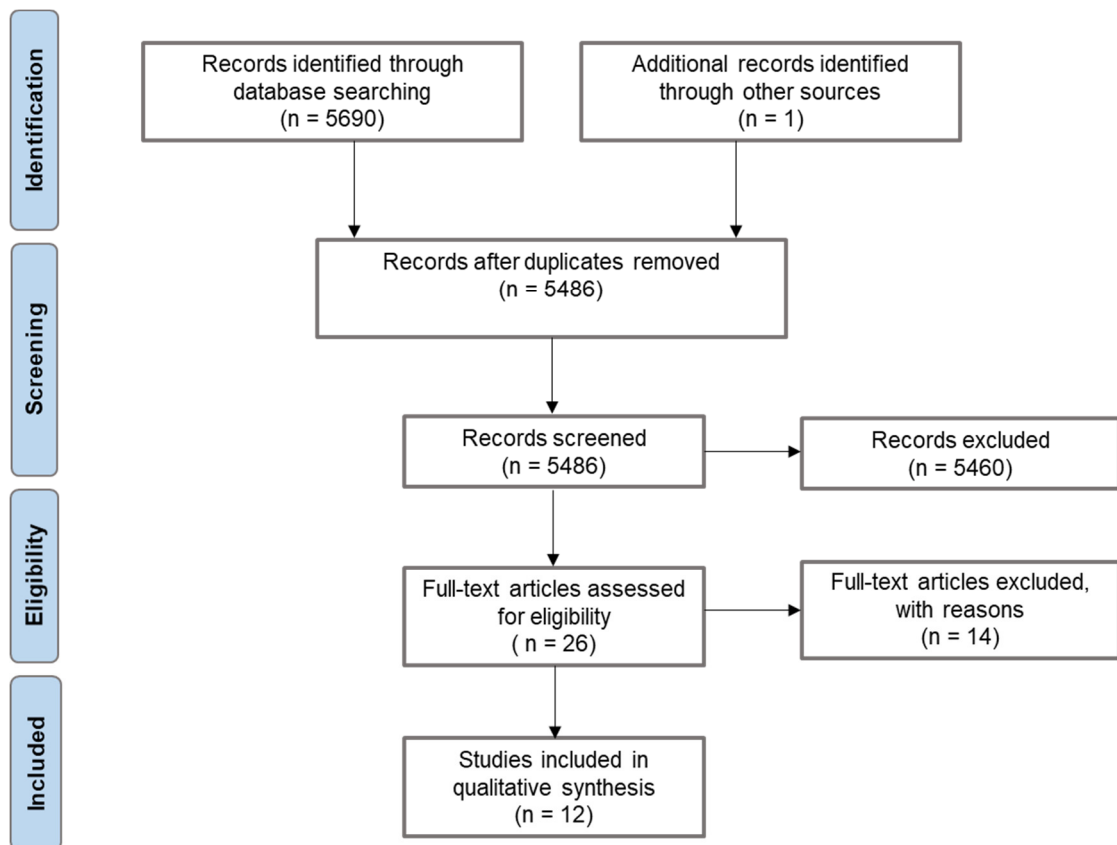 Identification
Records identified through
database searching
(n = 5690)
Additional records identified
through other sources
(n = 1)
Screening
Records after duplicates removed
(n = 5486)
Records screened
(n = 5486)
Records excluded
(n = 5460)
Eligibility
Full-text articles assessed
for eligibility
( n = 26)
Full-text articles excluded,
with reasons
(n = 14)
Included
Studies included in
qualitative synthesis
(n = 12)